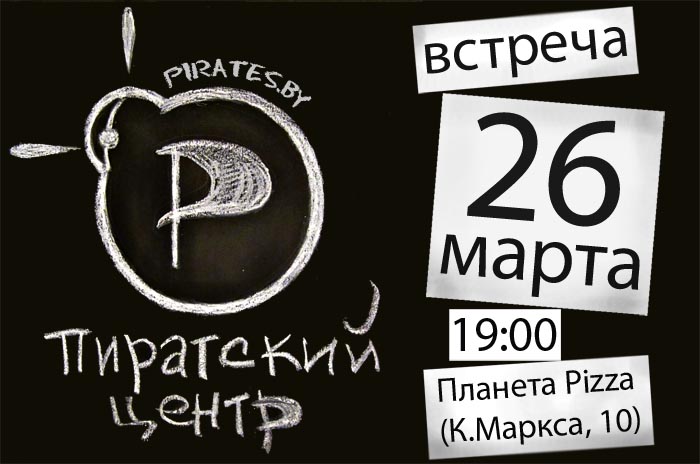 PIRATES.BY
P
Пиратский
центр
встреча
26
марта
19:00
Планета Pizza
(К.Маркса, 10)